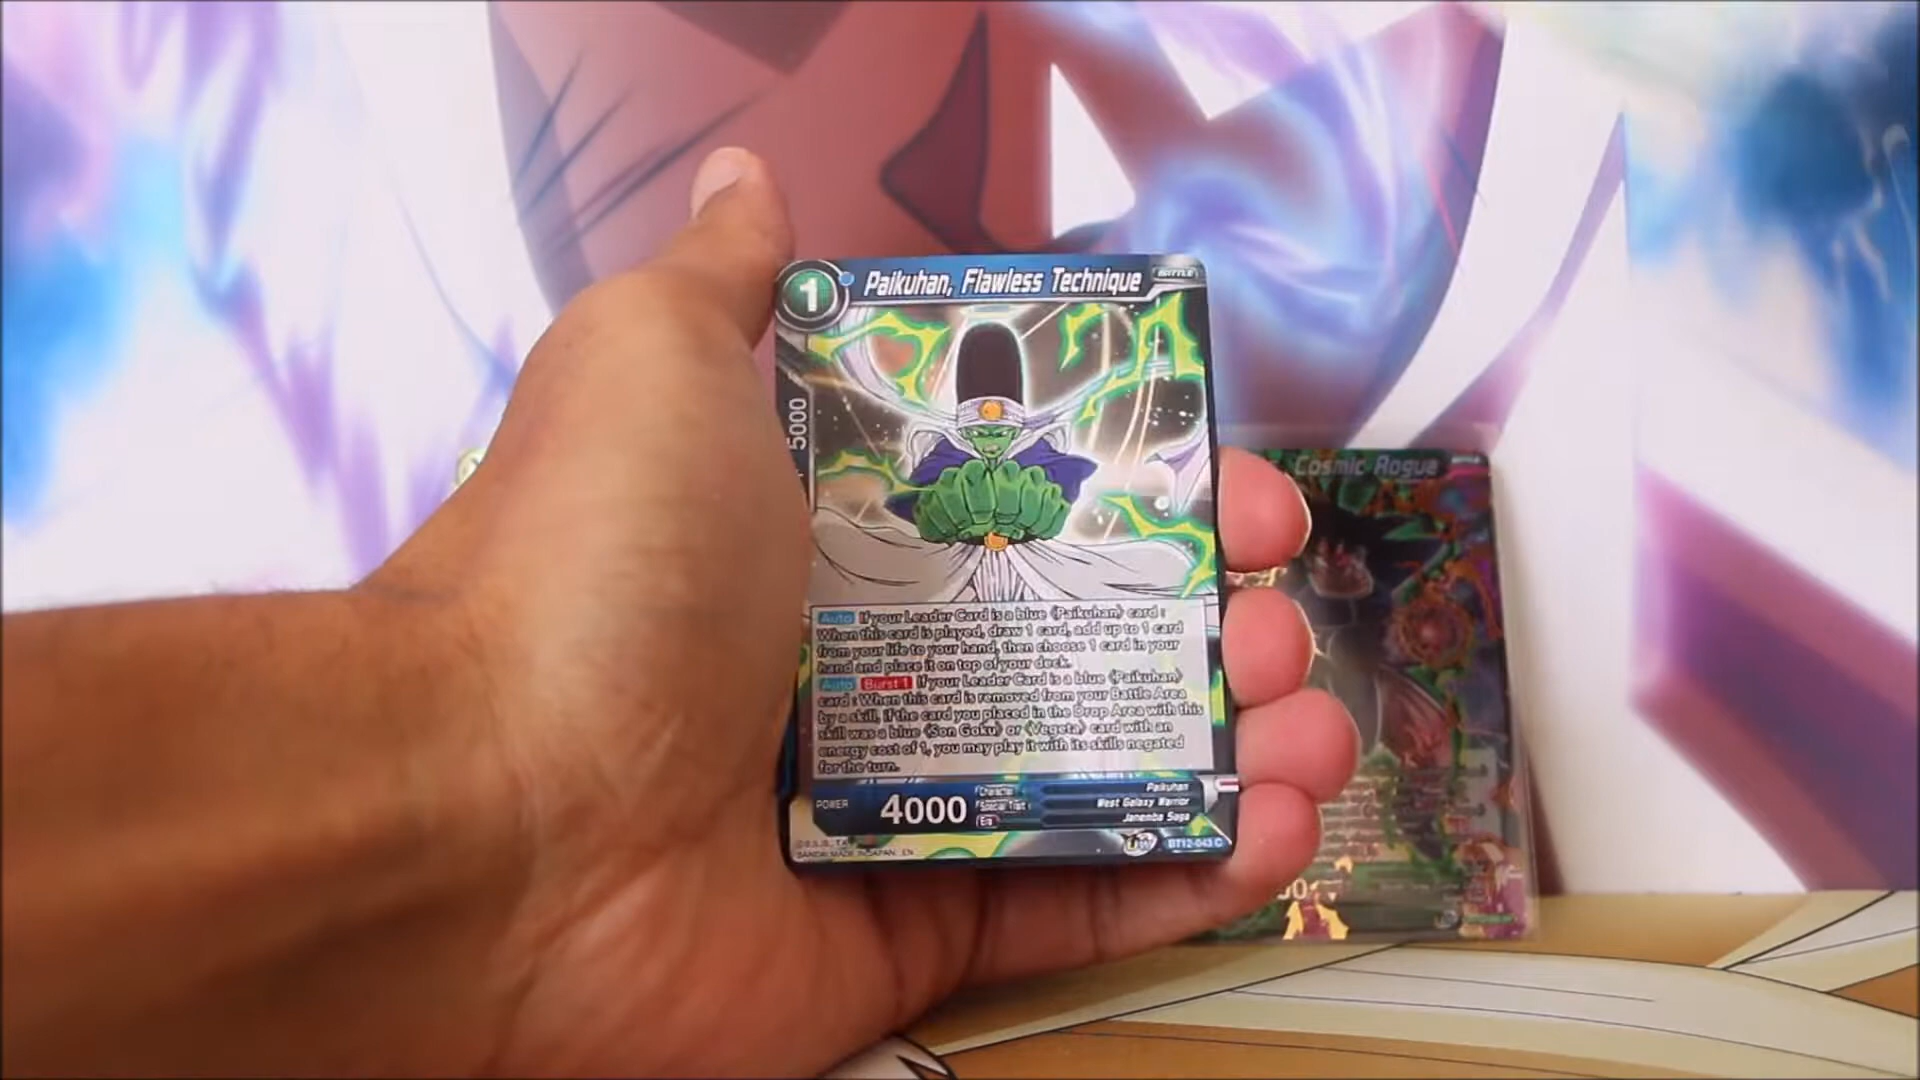 1
Paikuhan, Flawless Technique
BATTLE
5000
Auto If your Leader Card is a blue 《Paikuhan》 card :
When this card is played, draw 1 card, add up to 1 card
from your life to your hand, then choose 1 card in your
hand and place it on top of your deck.
Auto Burst 1 If your Leader Card is a blue 《Paikuhan》
card : When this card is removed from your Battle Area
by a skill, if the card you placed in the Drop Area with this
skill was a blue 《Son Goku》 or 《Vegeta》 card with an
energy cost of 1, you may play it with its skills negated
for the turn.
POWER 4000
Character Paikuhan
Special Trait West Galaxy Warrior
Era Janemba Saga
BANDAI MADE IN JAPAN, EN
BT12-043 C
Cosmic Rogue